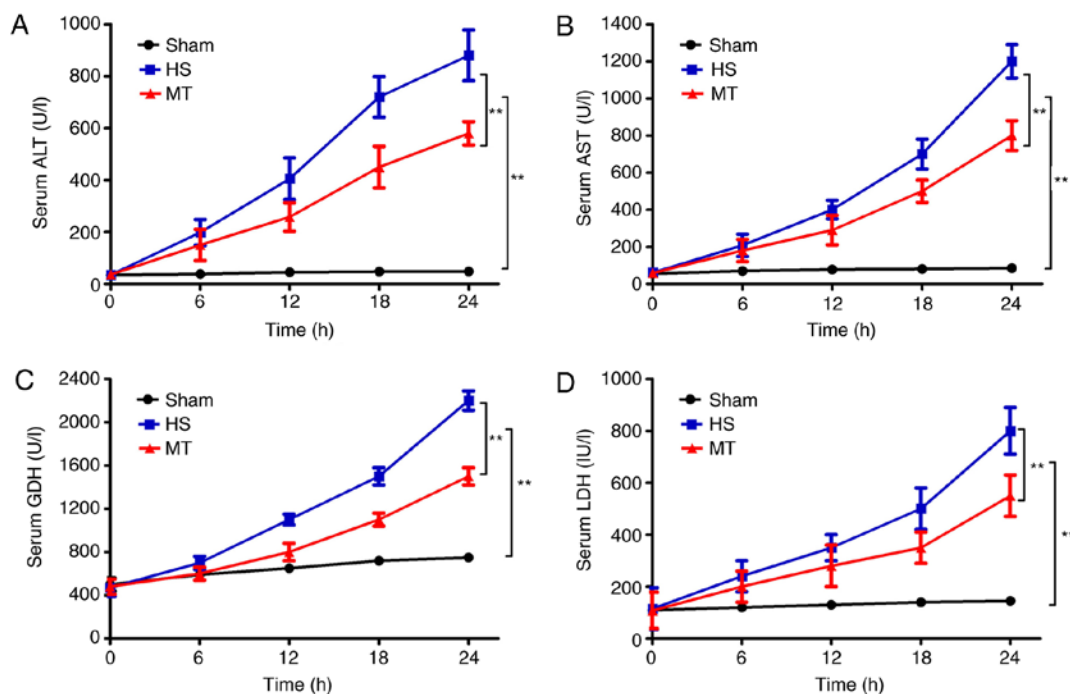 A
Serum ALT (U/l)
1000
800
600
400
200
0
Sham
HS
MT
**
**
0 6 12 18 24
Time (h)
B
Serum AST (U/l)
1400
1200
1000
800
600
400
200
0
Sham
HS
MT
**
**
0 6 12 18 24
Time (h)
C
Serum GDH (U/l)
2400
2000
1600
1200
800
400
0
Sham
HS
MT
**
**
0 6 12 18 24
Time (h)
D
Serum LDH (IU/l)
1000
800
600
400
200
0
Sham
HS
MT
**
**
0 6 12 18 24
Time (h)